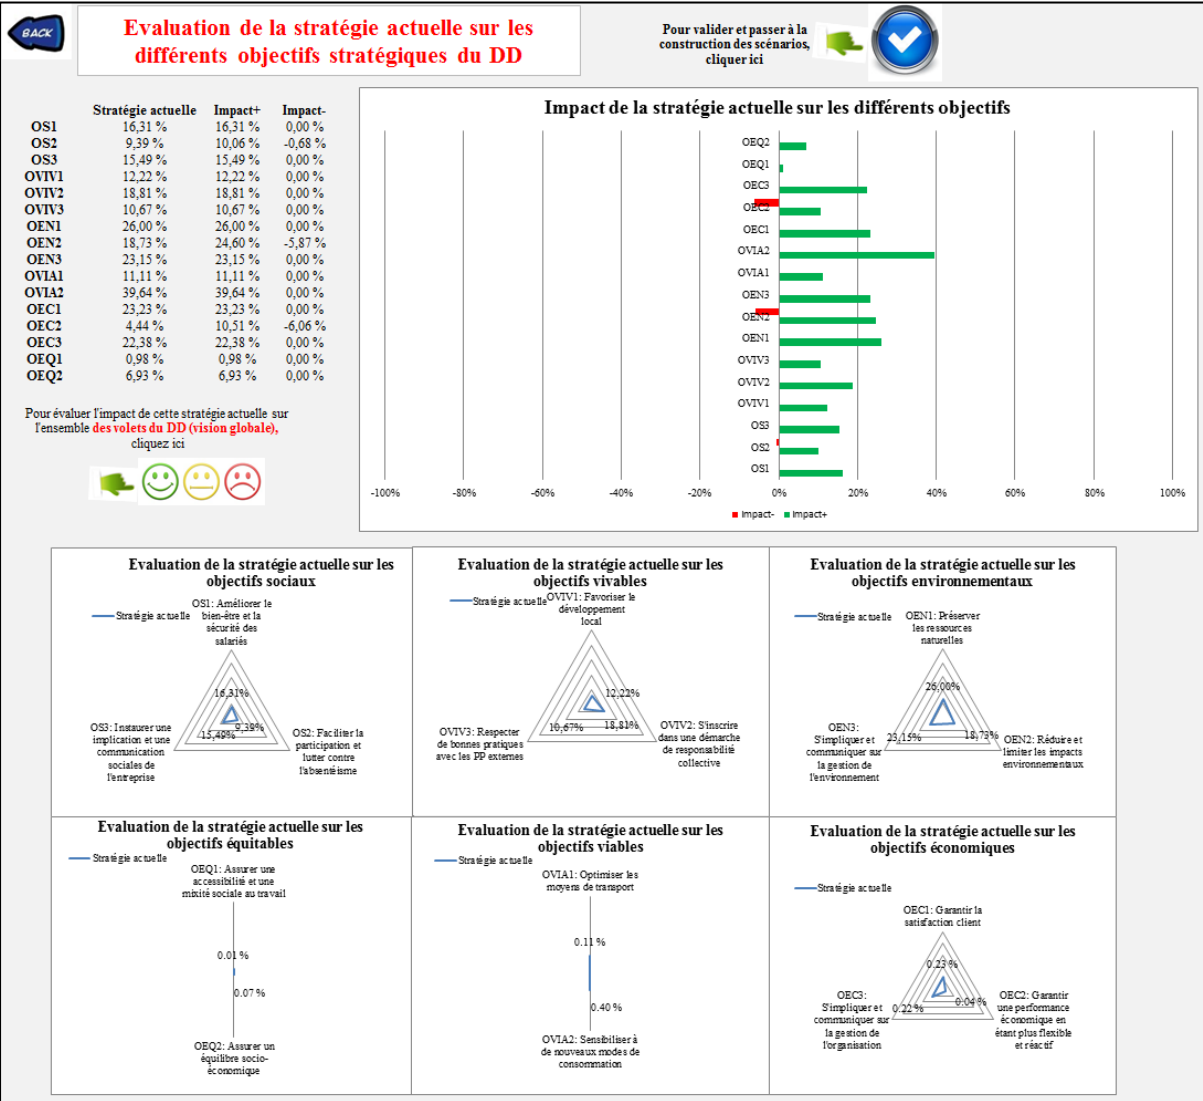 BACK
Evaluation de la stratégie actuelle sur les
différents objectifs stratégiques du DD
Pour valider et passer à la
construction des scénarios,
cliquer ici
Stratégie actuelle Impact+ Impact-
OS1 16,31 % 16,31 % 0,00 %
OS2 9,39 % 10,06 % -0,68 %
OS3 15,49 % 15,49 % 0,00 %
OVIV1 12,22 % 12,22 % 0,00 %
OVIV2 18,81 % 18,81 % 0,00 %
OVIV3 10,67 % 10,67 % 0,00 %
OEN1 26,00 % 26,00 % 0,00 %
OEN2 18,73 % 24,60 % -5,87 %
OEN3 23,15 % 23,15 % 0,00 %
OVIA1 11,11 % 11,11 % 0,00 %
OVIA2 39,64 % 39,64 % 0,00 %
OEC1 23,23 % 23,23 % 0,00 %
OEC2 4,44 % 10,51 % -6,06 %
OEC3 22,38 % 22,38 % 0,00 %
OEQ1 0,98 % 0,98 % 0,00 %
OEQ2 6,93 % 6,93 % 0,00 %
Pour évaluer l'impact de cette stratégie actuelle sur
l'ensemble des volets du DD (vision globale),
cliquez ici
Impact de la stratégie actuelle sur les différents objectifs
OEQ2
OEQ1
OEC3
OEC2
OEC1
OVIA2
OVIA1
OEN3
OEN2
OEN1
OVIV3
OVIV2
OVIV1
OS3
OS2
OS1
-100% -80% -60% -40% -20% 0% 20% 40% 60% 80% 100%
Impact- Impact+
Evaluation de la stratégie actuelle sur les
objectifs sociaux
Stratégie actuelle
OS1: Améliorer le
bien-être et la
sécurité des
salariés
16,31%
9,39%
15,49%
OS3: Instaurer une
implication et une
communication
sociales de
l'entreprise
OS2: Faciliter la
participation et
lutter contre
l'absentéisme
Evaluation de la stratégie actuelle sur les
objectifs vivables
Stratégie actuelle
OVIV1: Favoriser le
développement
local
12,22%
18,81%
10,67%
OVIV3: Respecter
de bonnes pratiques
avec les PP externes
OVIV2: S'inscrire
dans une démarche
de responsabilité
collective
Evaluation de la stratégie actuelle sur les
objectifs environnementaux
Stratégie actuelle
OEN1: Préserver
les ressources
naturelles
26,00%
18,73%
23,15%
OEN3:
S'impliquer et
communiquer sur
la gestion de
l'environnement
OEN2: Réduire et
limiter les impacts
environnementaux
Evaluation de la stratégie actuelle sur les
objectifs équitables
Stratégie actuelle
OEQ1: Assurer une
accessibilité et une
mixité sociale au travail
0.01 %
0.07 %
OEQ2: Assurer un
équilibre socio-
économique
Evaluation de la stratégie actuelle sur les
objectifs viables
Stratégie actuelle
OVIA1: Optimiser les
moyens de transport
0.11 %
0.40 %
OVIA2: Sensibiliser à
de nouveaux modes de
consommation
Evaluation de la stratégie actuelle sur les
objectifs économiques
Stratégie actuelle
OEC1: Garantir la
satisfaction client
0.23 %
0.04 %
0.22 %
OEC3:
S'impliquer et
communiquer sur
la gestion de
l'organisation
OEC2: Garantir
une performance
économique en
étant plus flexible
et réactif